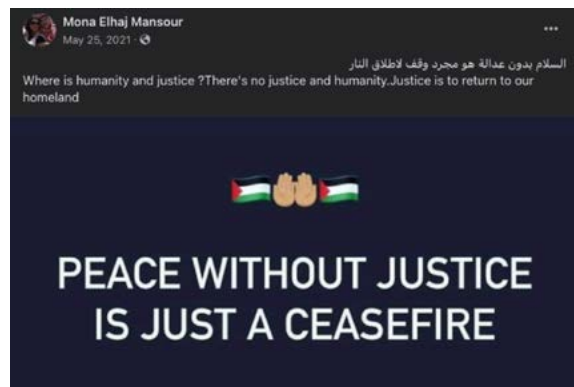 Mona Elhaj Mansour
May 25, 2021 ·
السلام بدون عدالة هو مجرد وقف لاطلاق النار
Where is humanity and justice ?There's no justice and humanity.Justice is to return to our
homeland
PEACE WITHOUT JUSTICE
IS JUST A CEASEFIRE